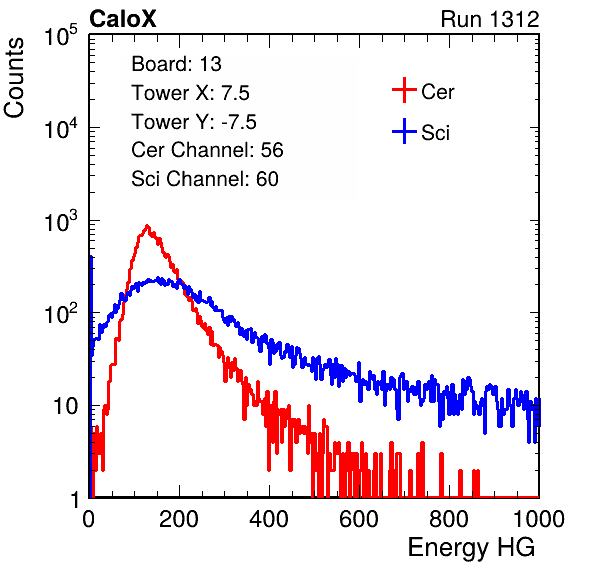 CaloX Run 1312
Counts
Board: 13
Tower X: 7.5
Tower Y: -7.5
Cer Channel: 56
Sci Channel: 60
Cer
Sci
10^5
10^4
10^3
10^2
10
1
0 200 400 600 800 1000
Energy HG